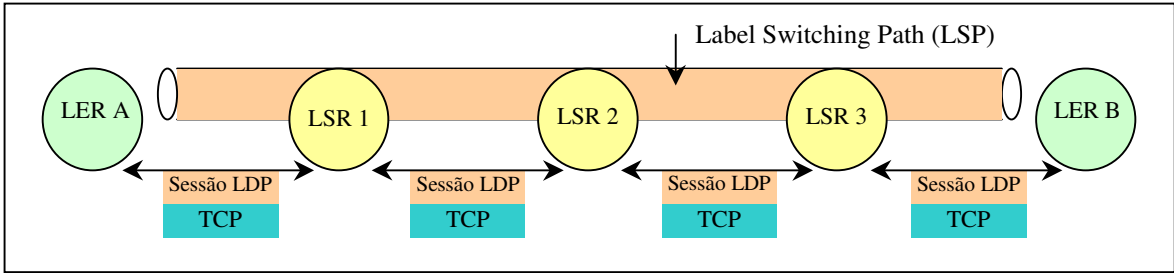 Label Switching Path (LSP)
LER A
LSR 1
LSR 2
LSR 3
LER B
Sessão LDP
Sessão LDP
Sessão LDP
Sessão LDP
TCP
TCP
TCP
TCP